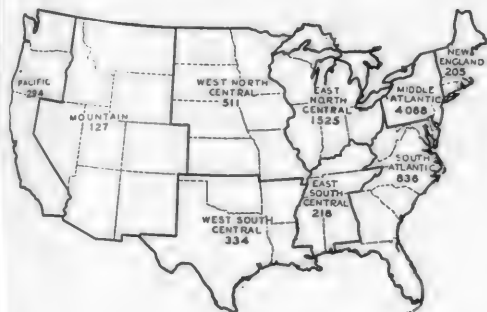 PACIFIC
294
MOUNTAIN
127
WEST NORTH
CENTRAL
511
EAST
NORTH
CENTRAL
1525
NEW
ENGLAND
205
MIDDLE
ATLANTIC
4088
SOUTH
ATLANTIC
836
EAST
SOUTH
CENTRAL
218
WEST SOUTH
CENTRAL
334